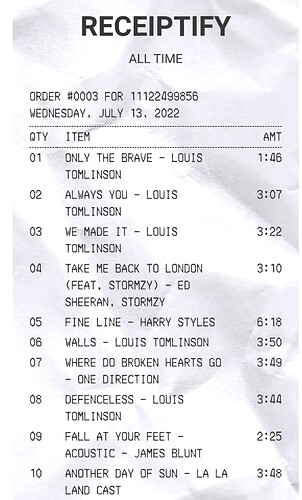 RECEIPTIFY
ALL TIME
ORDER #0003 FOR 11122499856
WEDNESDAY, JULY 13, 2022
QTY ITEM AMT
01 ONLY THE BRAVE - LOUIS 1:46
TOMLINSON
02 ALWAYS YOU - LOUIS 3:07
TOMLINSON
03 WE MADE IT - LOUIS 3:22
TOMLINSON
04 TAKE ME BACK TO LONDON 3:10
(FEAT. STORMZY) - ED
SHEERAN, STORMZY
05 FINE LINE - HARRY STYLES 6:18
06 WALLS - LOUIS TOMLINSON 3:50
07 WHERE DO BROKEN HEARTS GO 3:49
- ONE DIRECTION
08 DEFENCELESS - LOUIS 3:44
TOMLINSON
09 FALL AT YOUR FEET - 2:25
ACOUSTIC - JAMES BLUNT
10 ANOTHER DAY OF SUN - LA LA 3:48
LAND CAST